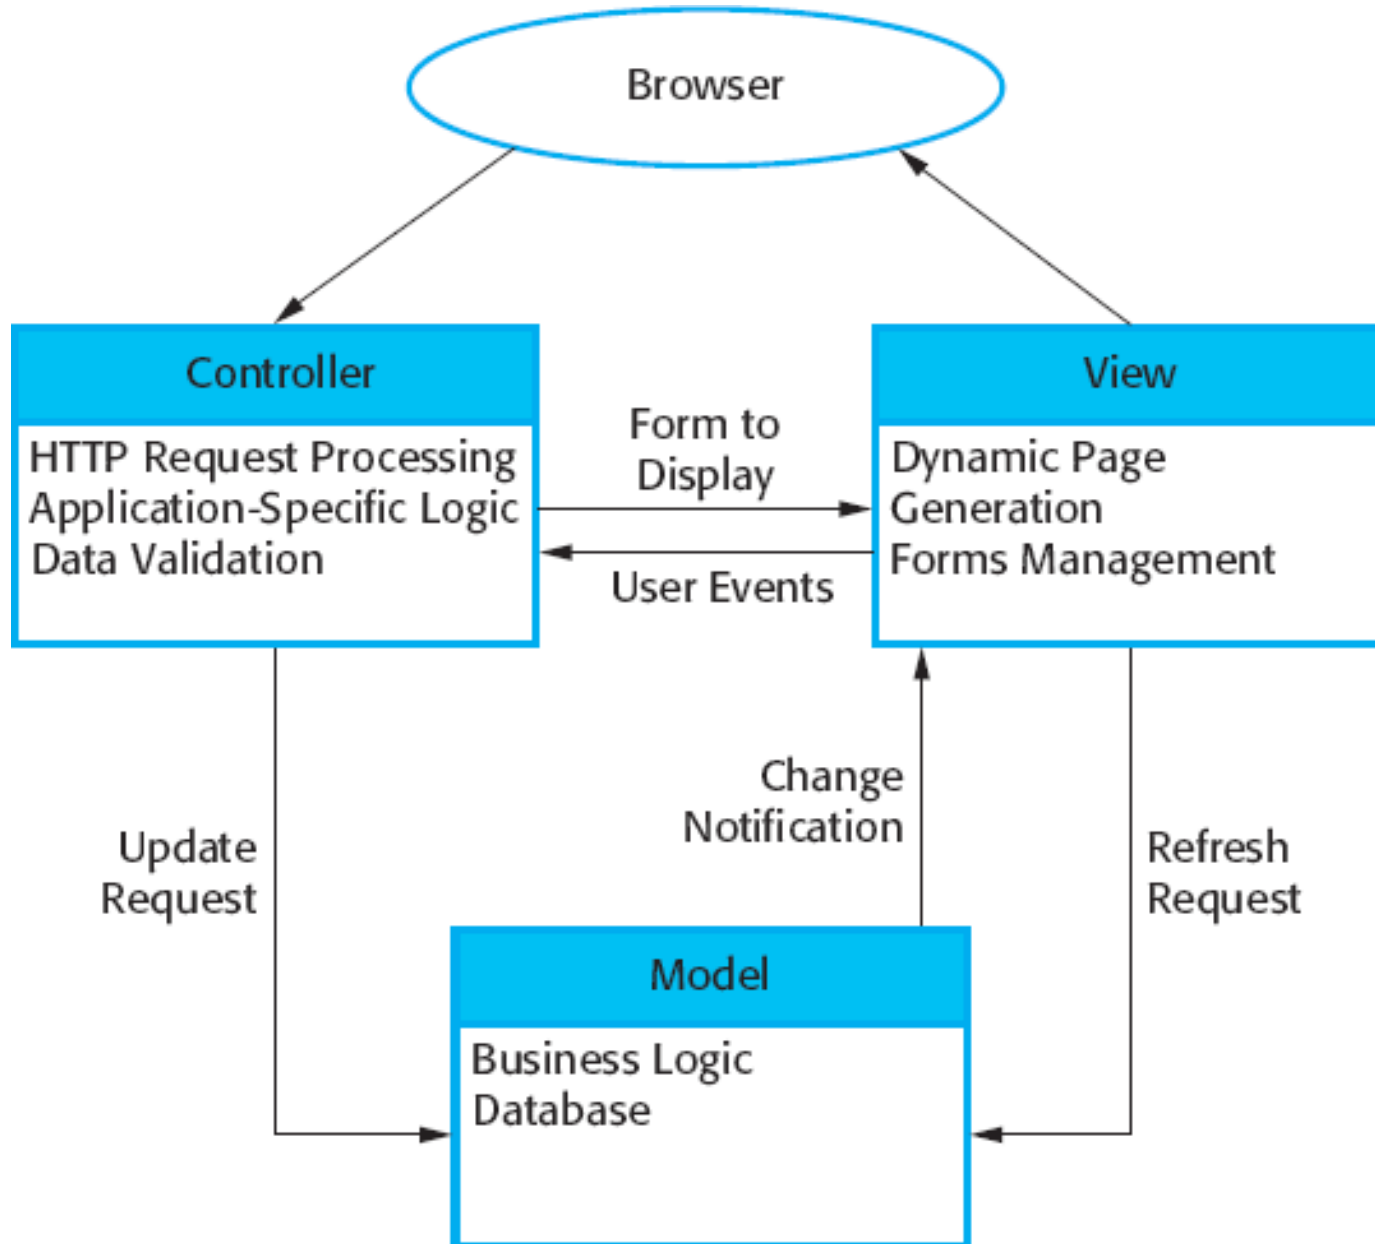 Browser
Controller
HTTP Request Processing
Application-Specific Logic
Data Validation
Form to
Display
User Events
View
Dynamic Page
Generation
Forms Management
Update
Request
Change
Notification
Refresh
Request
Model
Business Logic
Database